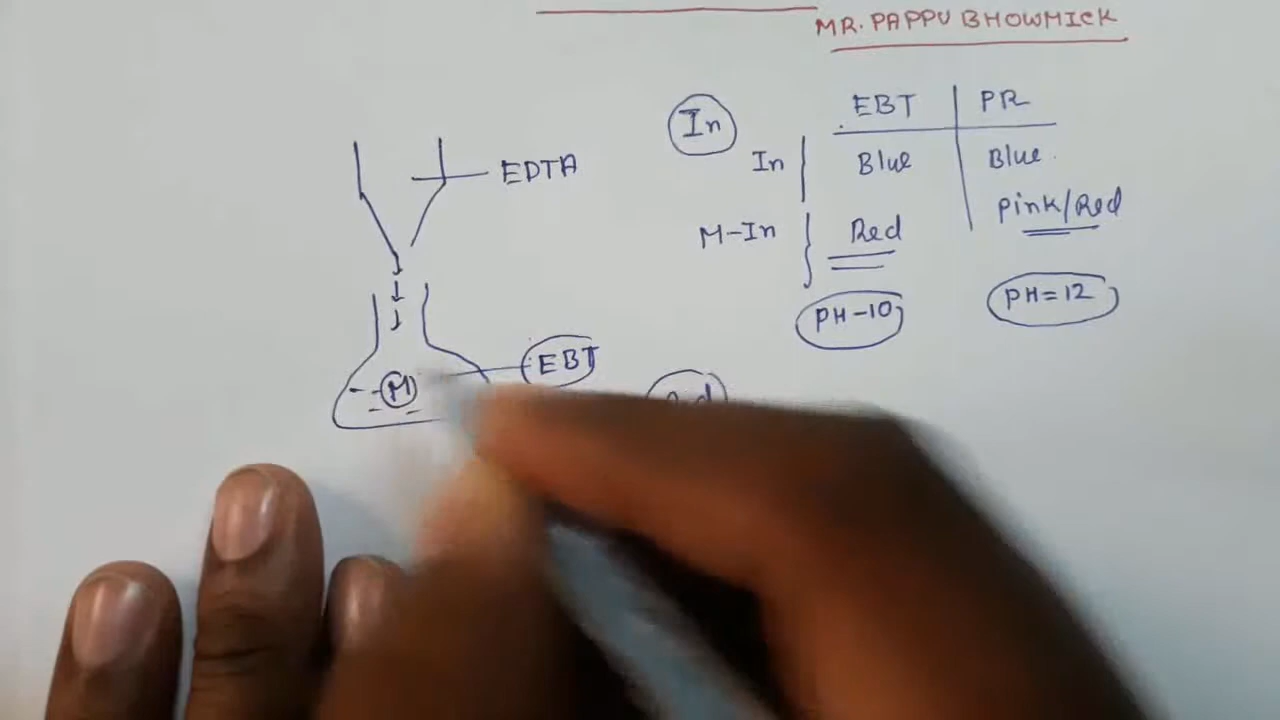 MR. PAPPU BHOWMICK
EBT PR
In
In Blue Blue
EDTA
M-In Red Pink/Red
PH-10 PH=12
EBT
M